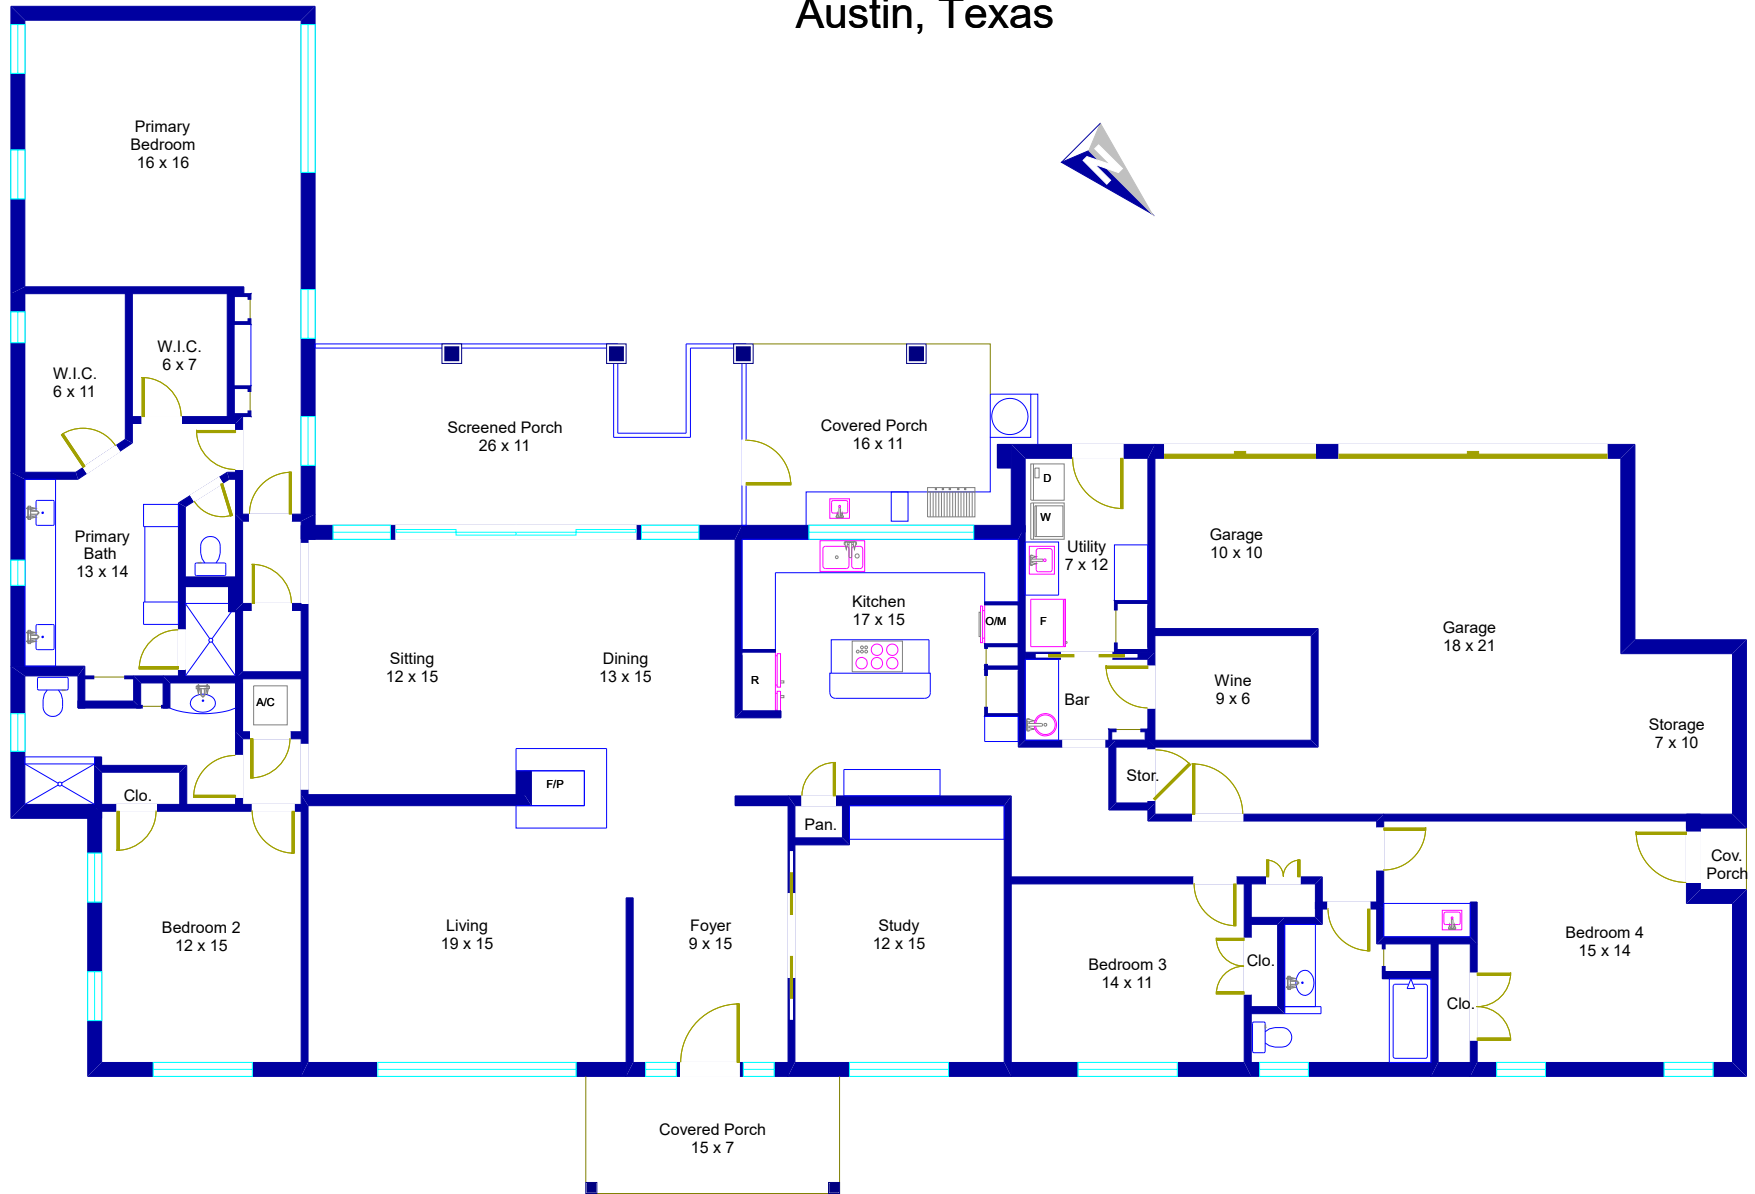 Austin, Texas
Primary
Bedroom
16 x 16
N
W.I.C.
6 x 7
W.I.C.
6 x 11
Screened Porch
26 x 11
Covered Porch
16 x 11
D
W
Utility
7 x 12
F
Garage
10 x 10
Garage
18 x 21
Primary
Bath
13 x 14
Kitchen
17 x 15
O/M
R
Sitting
12 x 15
Dining
13 x 15
Bar
Wine
9 x 6
Storage
7 x 10
A/C
Stor.
F/P
Clo.
Pan.
Cov.
Porch
Bedroom 2
12 x 15
Living
19 x 15
Foyer
9 x 15
Study
12 x 15
Bedroom 3
14 x 11
Clo.
Bedroom 4
15 x 14
Clo.
Covered Porch
15 x 7